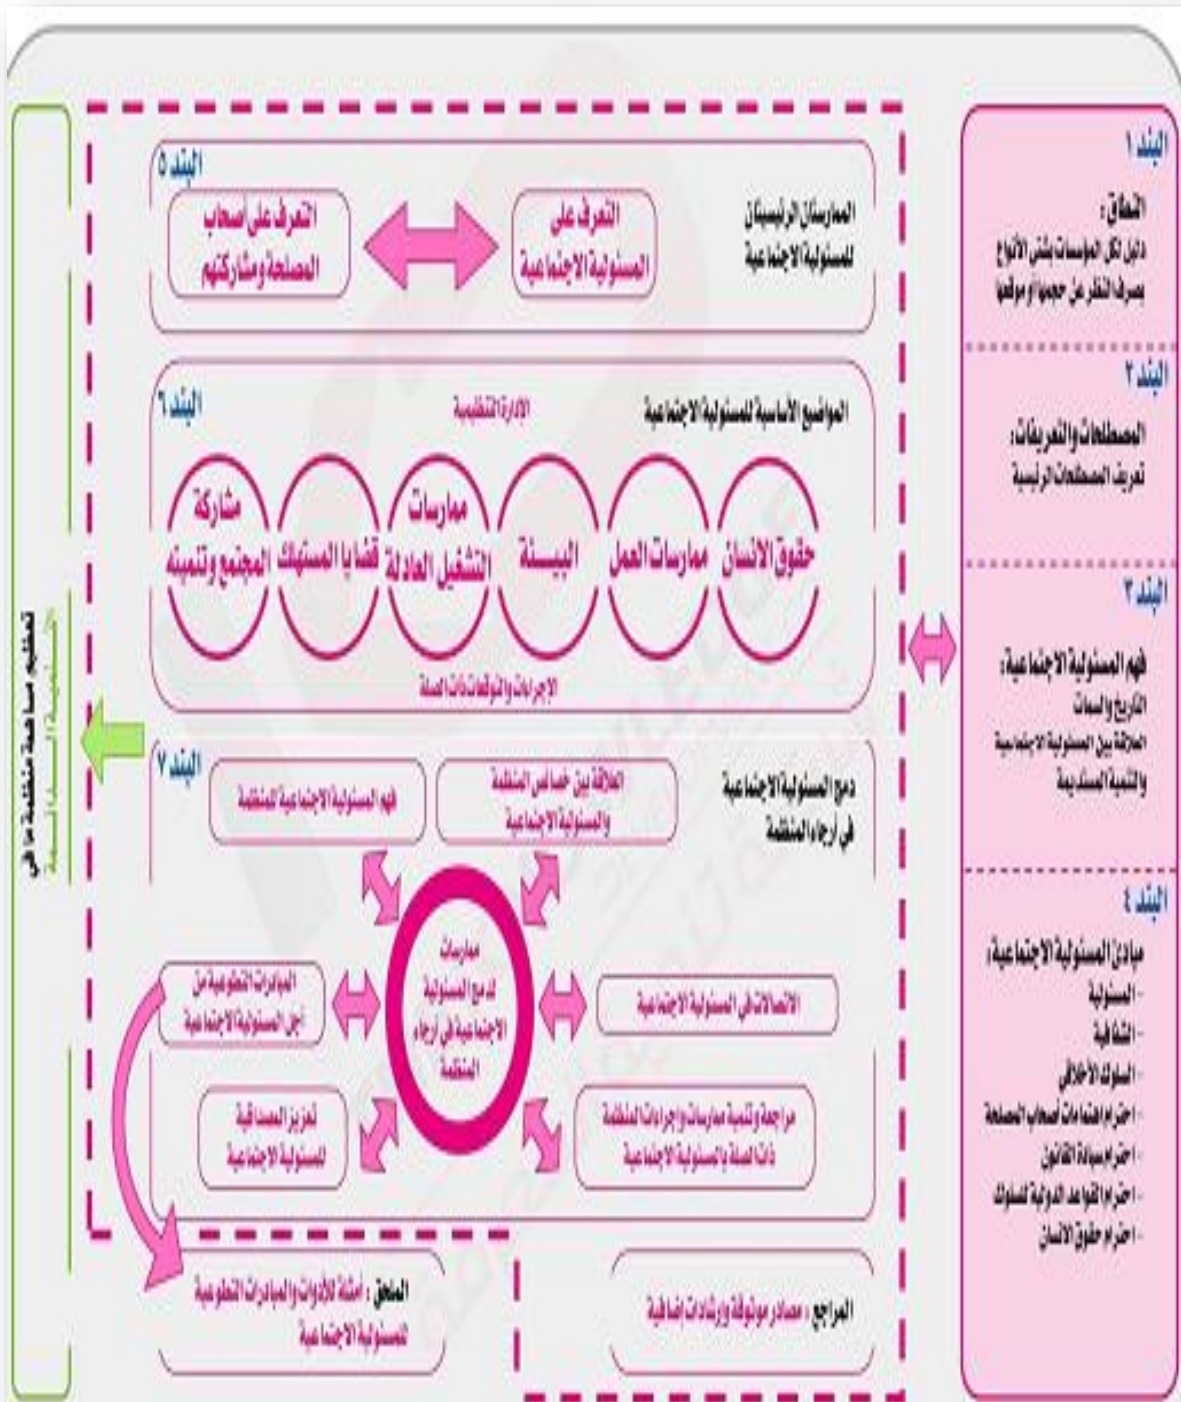 البند ١
النطاق :
دليل لكل المؤسسات بشتى الأنواع
بصرف النظر عن حجمها أو موقعها
البند ٢
المصطلحات والتعريفات:
تعريف المصطلحات الرئيسية
البند ٣
فهم المسئولية الاجتماعية:
التاريخ والسمات
العلاقة بين المسئولية الاجتماعية
والتنمية المستديمة
البند ٤
مبادئ المسئولية الاجتماعية:
- المسئولية
- الشفافية
- السلوك الأخلاقي
- احترام اهتمامات أصحاب المصلحة
- احترام سيادة القانون
- احترام القواعد الدولية للسلوك
- احترام حقوق الانسان
البند ٥
الممارستان الرئيسيتان
للمسئولية الاجتماعية
التعرف على
المسئولية الاجتماعية
التعرف على أصحاب
المصلحة ومشاركتهم
البند ٦
المواضيع الأساسية للمسئولية الاجتماعية
الإدارة التنظيمية
حقوق الانسان
ممارسات العمل
البيــئة
ممارسات
التشغيل العادلة
قضايا المستهلك
مشاركة
المجتمع وتنميته
الإجراءات والتوقعات ذات الصلة
البند ٧
دمج المسئولية الاجتماعية
في أرجاء المنظمة
العلاقة بين خصائص المنظمة
والمسئولية الاجتماعية
فهم المسئولية الاجتماعية للمنظمة
ممارسات
لدمج المسئولية
الاجتماعية في أرجاء
المنظمة
الاتصالات في المسئولية الاجتماعية
المبادرات التطوعية من
أجل المسئولية الاجتماعية
مراجعة وتنمية ممارسات وإجراءات المنظمة
ذات الصلة بالمسئولية الاجتماعية
تعزيز المصداقية
للمسئولية الاجتماعية
المراجع : مصادر موثوقة وإرشادات إضافية
الملحق : أمثلة للأدوات والمبادرات التطوعية
للمسئولية الاجتماعية
تعظيم مساهمة منظمة ما في